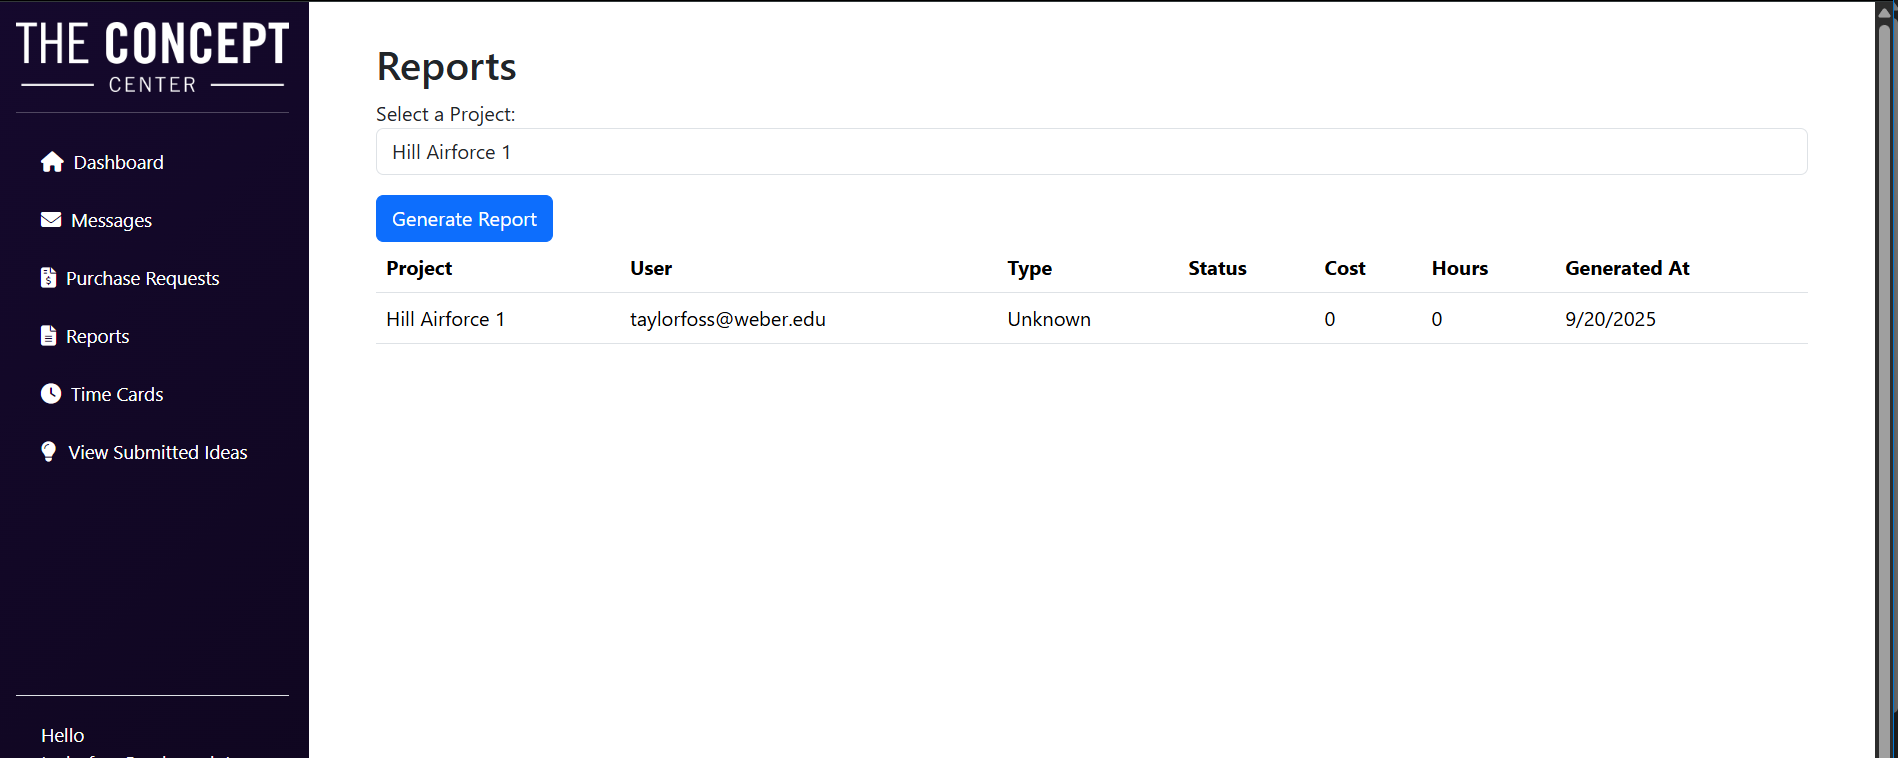 THE CONCEPT
CENTER
Dashboard
Messages
Purchase Requests
Reports
Time Cards
View Submitted Ideas
Hello
Reports
Select a Project:
Hill Airforce 1
Generate Report
Project User Type Status Cost Hours Generated At
Hill Airforce 1 taylorfoss@weber.edu Unknown 0 0 9/20/2025